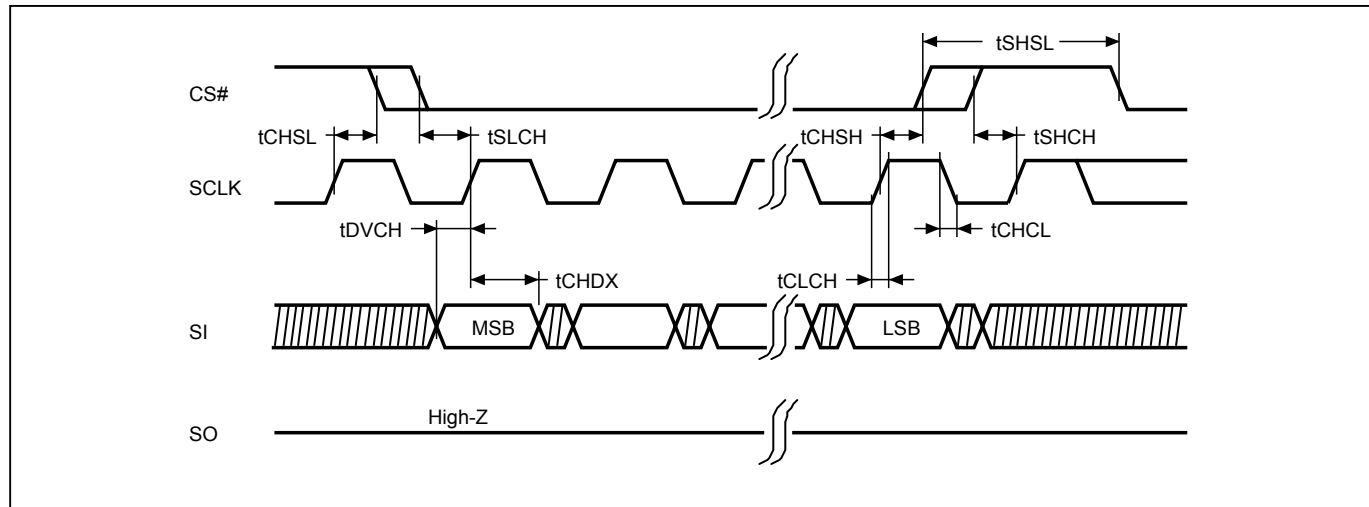 tSHSL
CS#
tCHSL
tSLCH
tCHSH
tSHCH
SCLK
tDVCH
tCHCL
tCHDX
tCLCH
SI
MSB
LSB
High-Z
SO